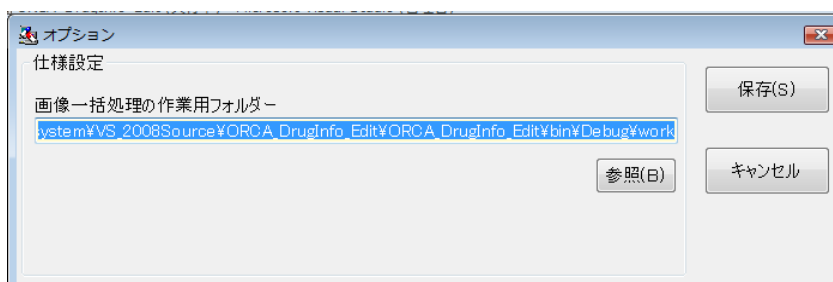 オプション
仕様設定
画像一括処理の作業用フォルダー
ystem¥VS_2008Source¥ORCA_DrugInfo_Edit¥ORCA_DrugInfo_Edit¥bin¥Debug¥work
保存(S)
参照(B)
キャンセル